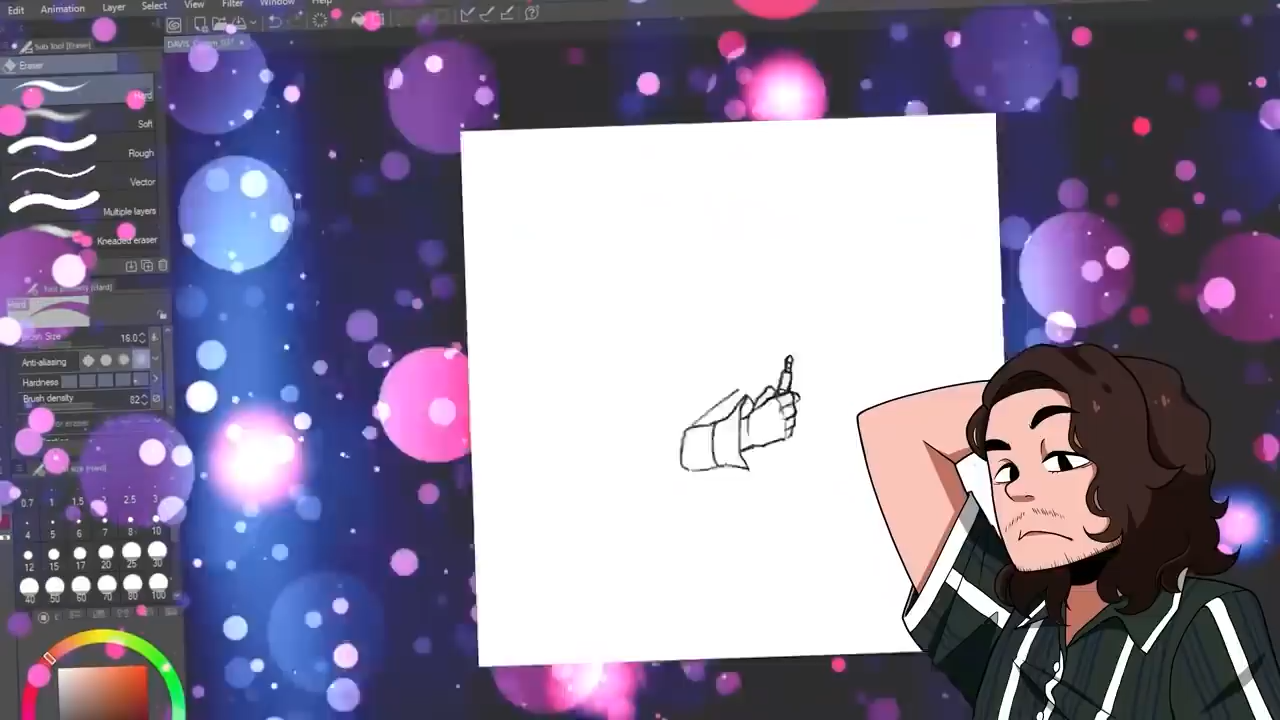 Edit Animation Layer Select View Filter Window Help
Sub Tool [Eraser]
Eraser
Hard
Soft
Rough
Vector
Multiple layers
Kneaded eraser
Hard
Brush Size 16.0
Anti-aliasing
Hardness
Brush density 82
0.7 1 1.5 2 2.5 3
4 5 6 7 8 10
12 15 17 20 25 30
40 50 60 70 80 100